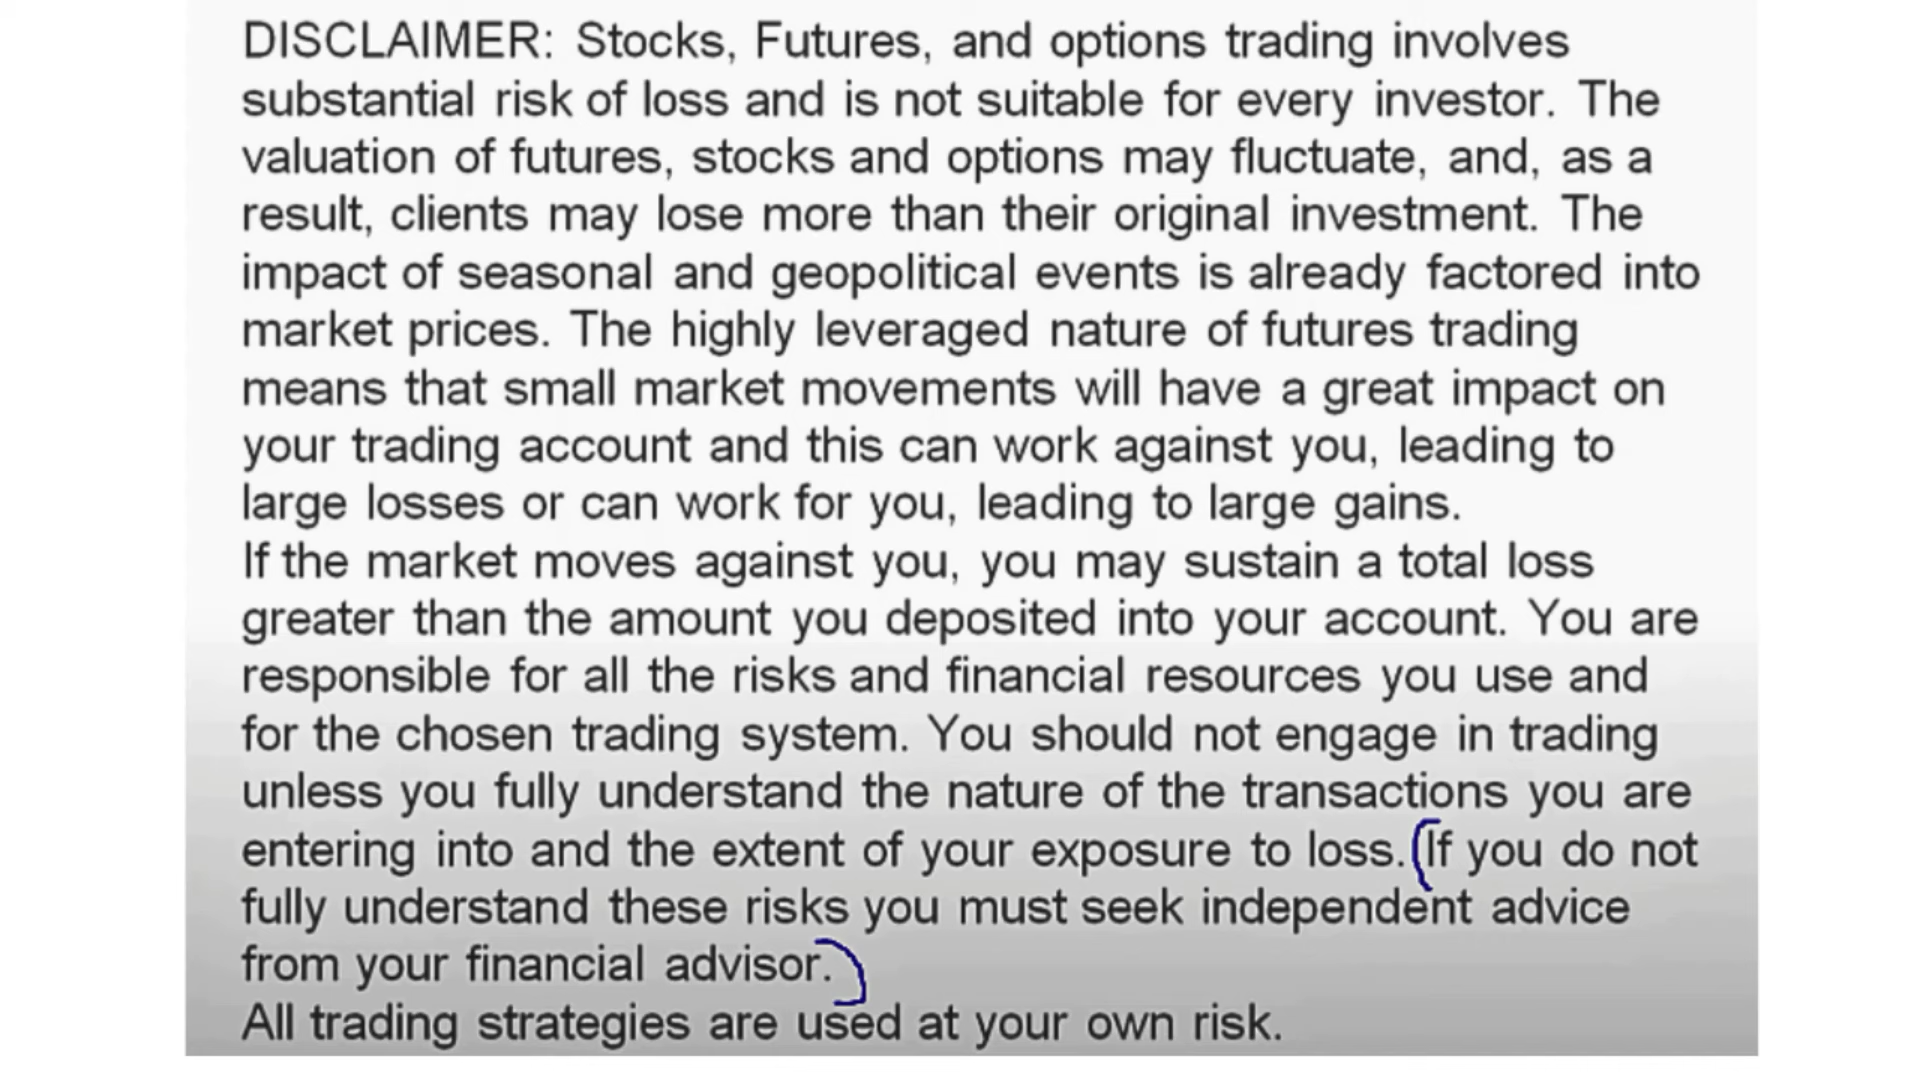 DISCLAIMER: Stocks, Futures, and options trading involves
substantial risk of loss and is not suitable for every investor. The
valuation of futures, stocks and options may fluctuate, and, as a
result, clients may lose more than their original investment. The
impact of seasonal and geopolitical events is already factored into
market prices. The highly leveraged nature of futures trading
means that small market movements will have a great impact on
your trading account and this can work against you, leading to
large losses or can work for you, leading to large gains.
If the market moves against you, you may sustain a total loss
greater than the amount you deposited into your account. You are
responsible for all the risks and financial resources you use and
for the chosen trading system. You should not engage in trading
unless you fully understand the nature of the transactions you are
entering into and the extent of your exposure to loss. (If you do not
fully understand these risks you must seek independent advice
from your financial advisor.)
All trading strategies are used at your own risk.